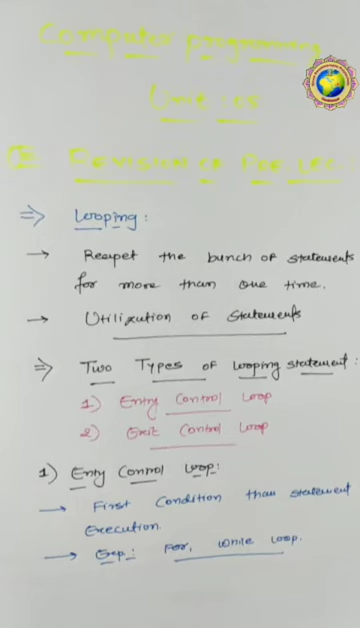 Computer programming
Unit : 05
Revision of Pre. Lec. :
⇒ Looping :
→ Reapet the bunch of statements
for more than one time.
→ Utilization of statements
⇒ Two Types of looping statement :
1) Entry Control loop
2) Exit Control loop
1) Entry Control loop :
→ First Condition than statement
Execution.
→ Exp : For, while loop.